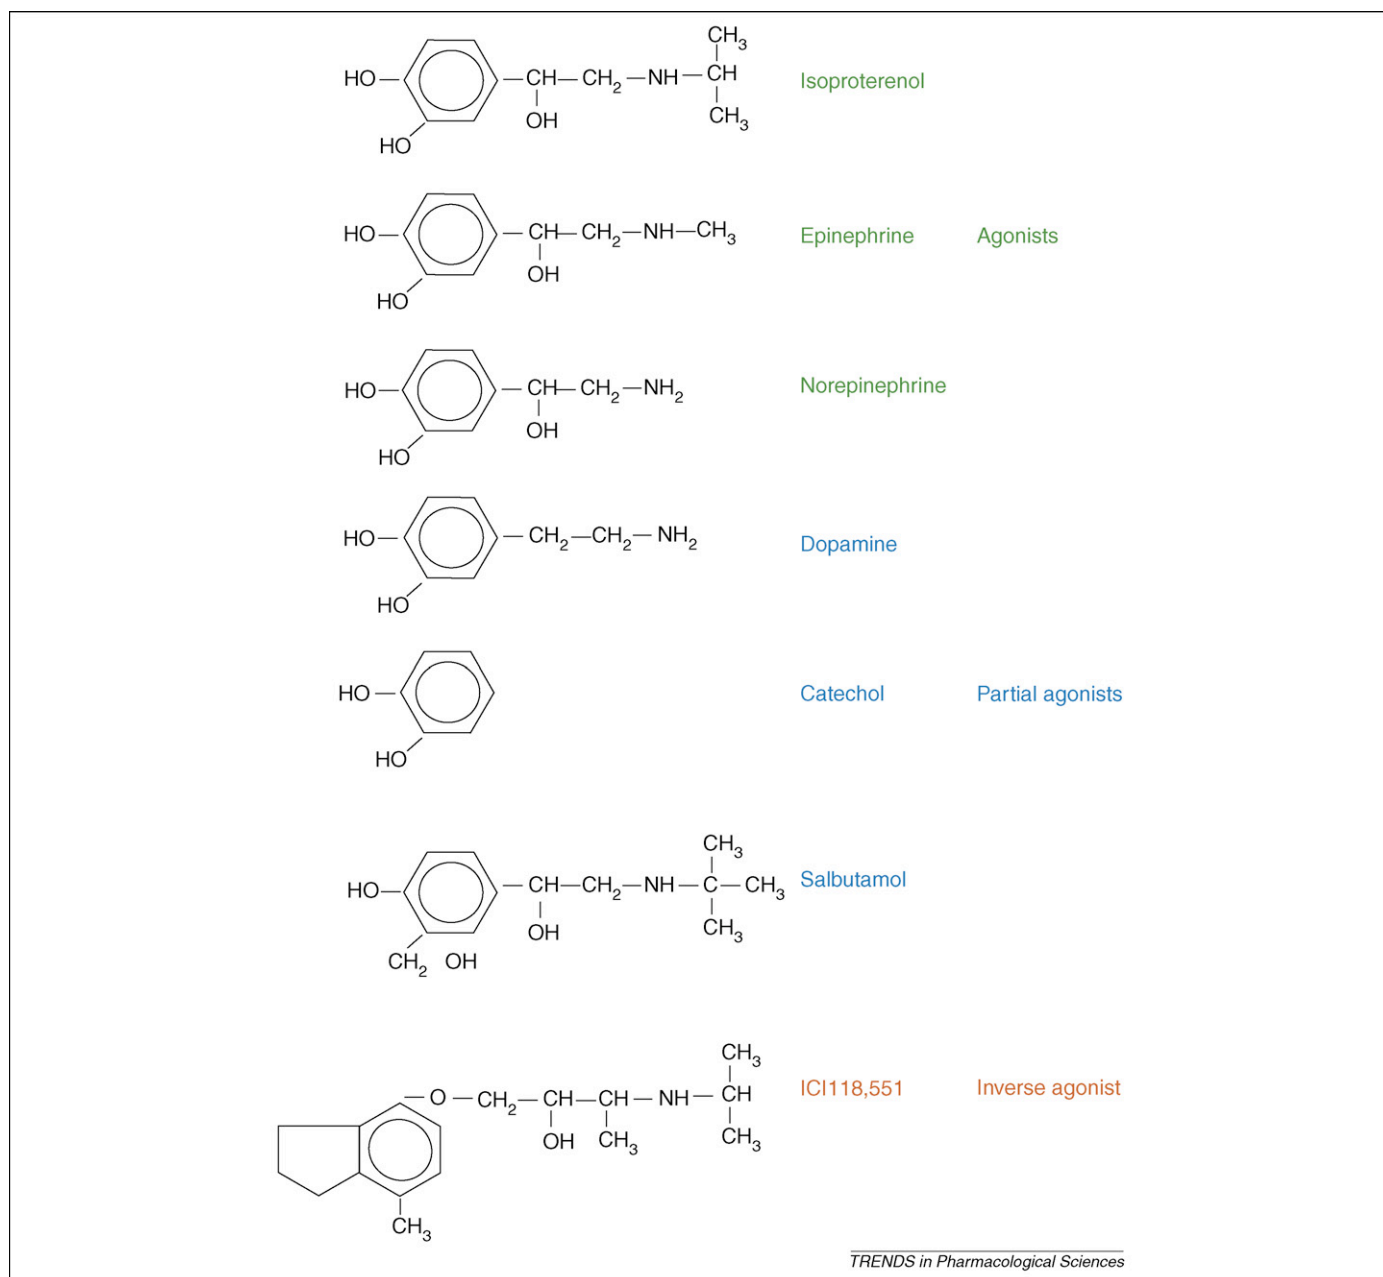 CH3
HO CH CH2 NH CH Isoproterenol
OH CH3
HO
HO CH CH2 NH CH3 Epinephrine Agonists
OH
HO
HO CH CH2 NH2 Norepinephrine
OH
HO
HO CH2 CH2 NH2 Dopamine
HO
HO Catechol Partial agonists
HO
CH3
HO CH CH2 NH C CH3 Salbutamol
OH CH3
CH2 OH
CH3
O CH2 CH CH NH CH ICI118,551 Inverse agonist
OH CH3 CH3
CH3
TRENDS in Pharmacological Sciences